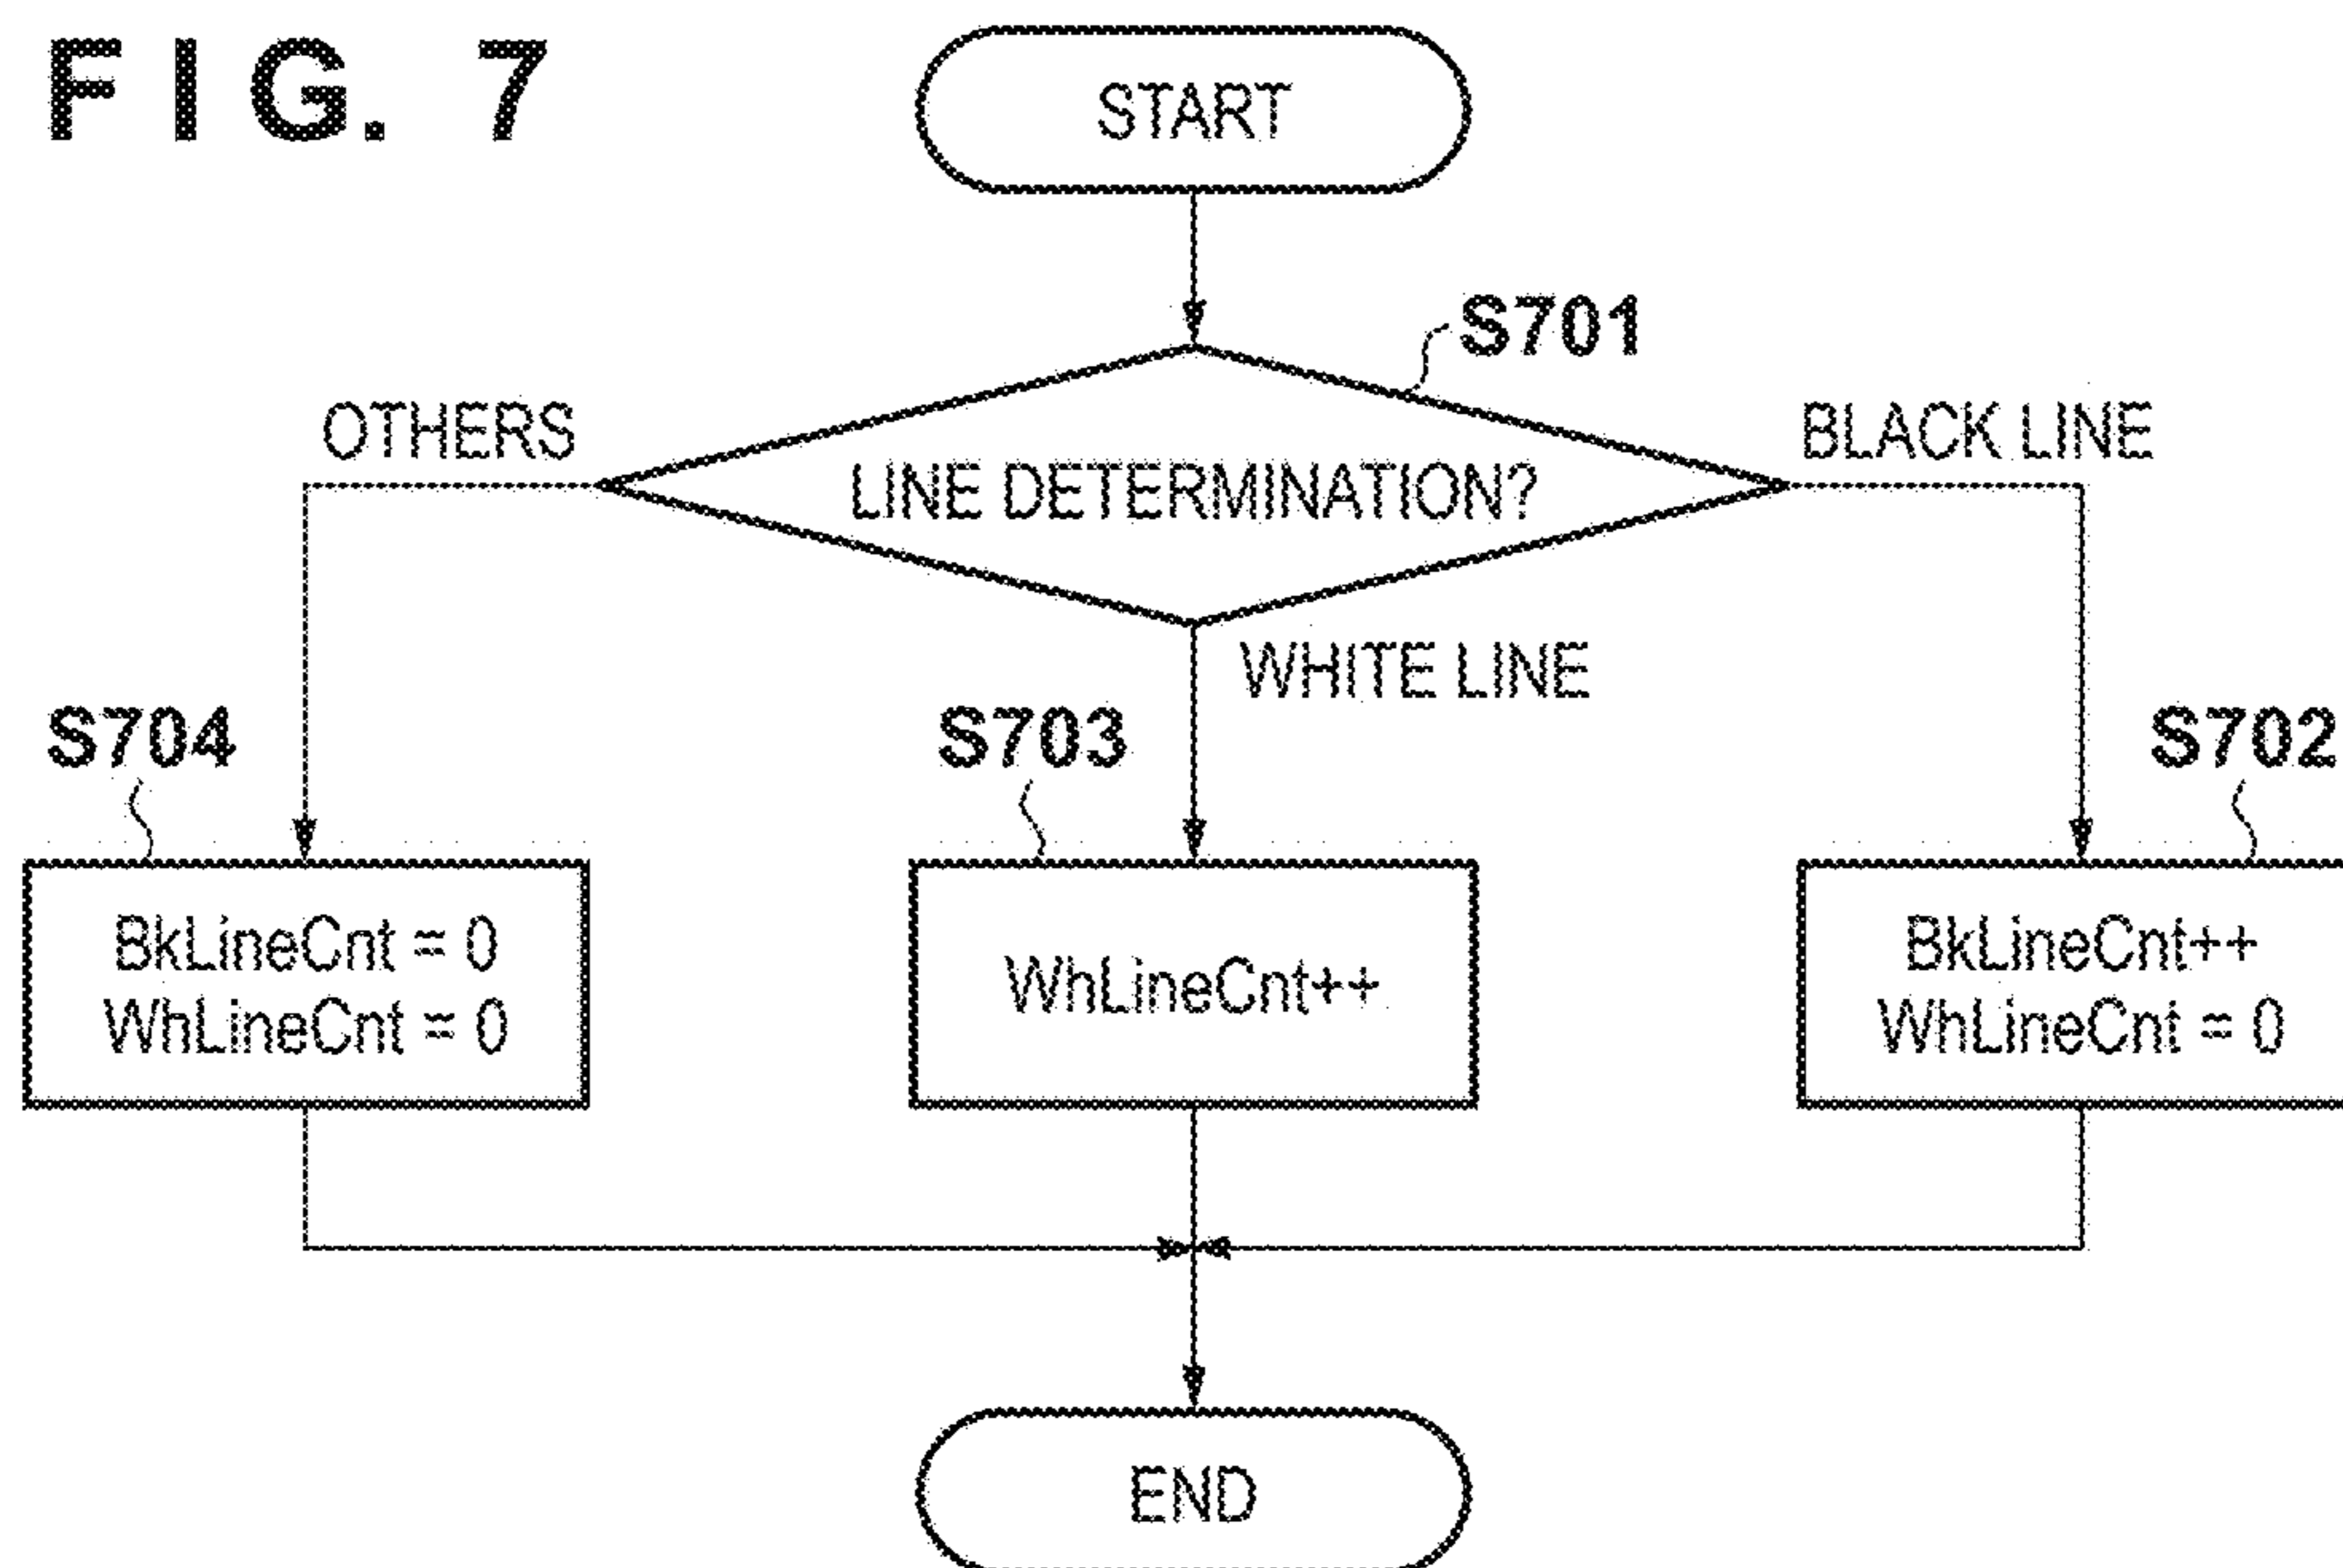 FIG. 7
START
S701
OTHERS
BLACK LINE
LINE DETERMINATION?
WHITE LINE
S704
S703
S702
BkLineCnt = 0
WhLineCnt = 0
WhLineCnt++
BkLineCnt++
WhLineCnt = 0
END